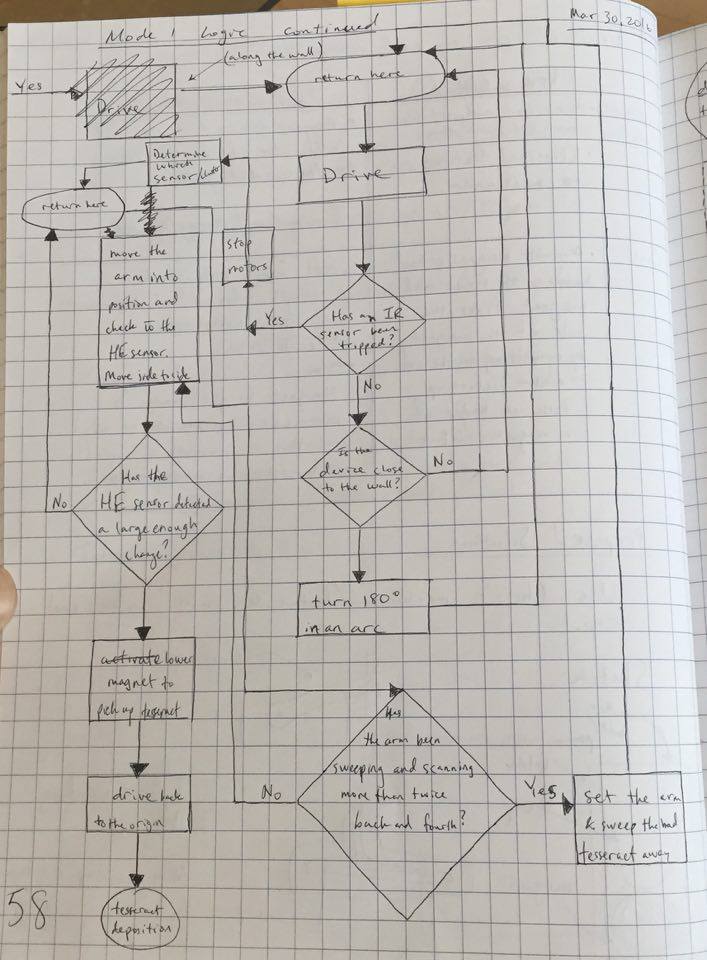 Mode 1 Logic Continued
Mar 30, 2016
(along the wall)
Yes
Drive
return here
Determine
which
sensor/
return here
Drive
stop
motors
move the
arm into
position and
check to the
HE sensor.
Move side to side
Yes
Has an IR
sensor been
tripped?
No
Is the
device close
to the wall?
No
Has the
HE sensor detected
a large enough
change?
No
turn 180°
in an arc
activate lower
magnet to
pick up tesseract
Has
the arm been
sweeping and scanning
more than twice
back and fourth?
No
Yes
set the arm
& sweep the bad
tesseract away
drive back
to the origin
tesseract
deposition
58